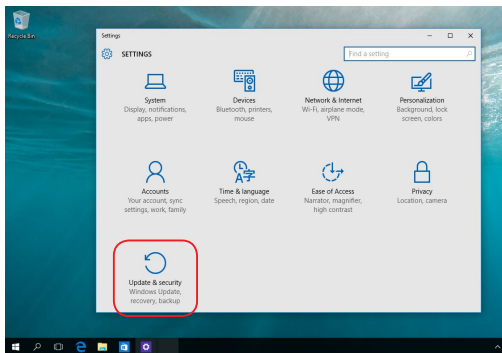 Recycle Bin
Settings
SETTINGS
Find a setting
System
Display, notifications,
apps, power
Devices
Bluetooth, printers,
mouse
Network & Internet
Wi-Fi, airplane mode,
VPN
Personalization
Background, lock
screen, colors
Accounts
Your account, sync
settings, work, family
Time & language
Speech, region, date
Ease of Access
Narrator, magnifier,
high contrast
Privacy
Location, camera
Update & security
Windows Update,
recovery, backup